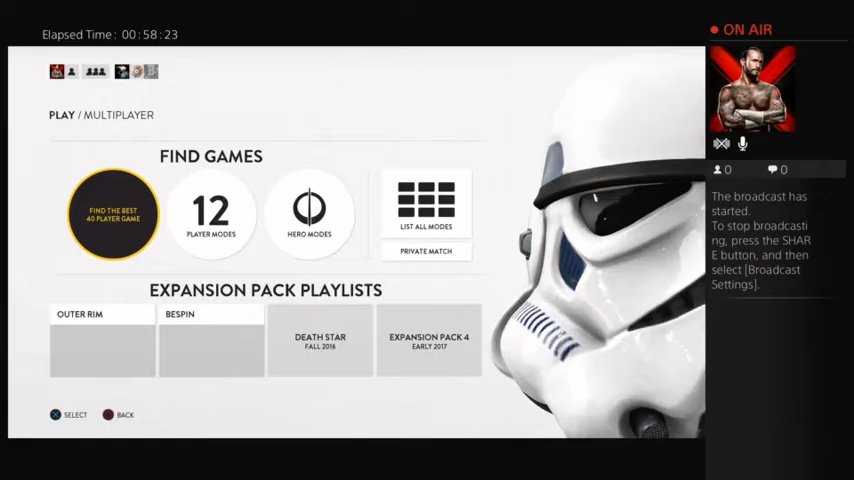 Elapsed Time: 00:58:23
ON AIR
PLAY / MULTIPLAYER
FIND GAMES
FIND THE BEST
40 PLAYER GAME
12
PLAYER MODES
HERO MODES
LIST ALL MODES
PRIVATE MATCH
EXPANSION PACK PLAYLISTS
OUTER RIM
BESPIN
DEATH STAR
FALL 2016
EXPANSION PACK 4
EARLY 2017
SELECT
BACK
0
0
The broadcast has
started.
To stop broadcasti
ng, press the SHAR
E button, and then
select [Broadcast
Settings].